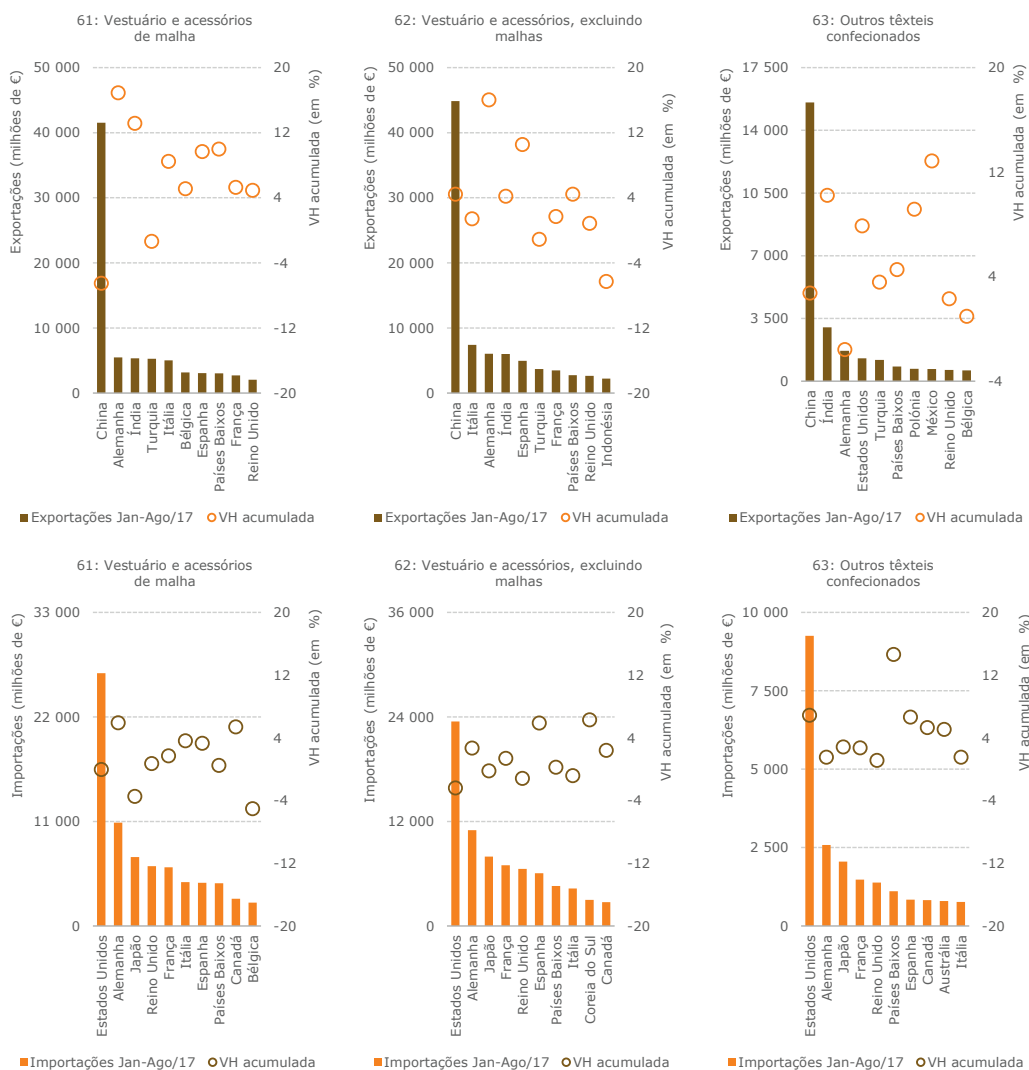 61: Vestuário e acessórios
de malha
Exportações (milhões de €)
50 000
40 000
30 000
20 000
10 000
0
20
12
4
-4
-12
-20
VH acumulada (em %)
China
Alemanha
Índia
Turquia
Itália
Bélgica
Espanha
Países Baixos
França
Reino Unido
Exportações Jan-Ago/17 VH acumulada
62: Vestuário e acessórios, excluindo
malhas
Exportações (milhões de €)
50 000
40 000
30 000
20 000
10 000
0
20
12
4
-4
-12
-20
VH acumulada (em %)
China
Itália
Alemanha
Índia
Espanha
Turquia
França
Países Baixos
Reino Unido
Indonésia
Exportações Jan-Ago/17 VH acumulada
63: Outros têxteis
confecionados
Exportações (milhões de €)
17 500
14 000
10 500
7 000
3 500
0
20
12
4
-4
VH acumulada (em %)
China
Índia
Alemanha
Estados Unidos
Turquia
Países Baixos
Polónia
México
Reino Unido
Bélgica
Exportações Jan-Ago/17 VH acumulada
61: Vestuário e acessórios
de malha
Importações (milhões de €)
33 000
22 000
11 000
0
20
12
4
-4
-12
-20
VH acumulada (em %)
Estados Unidos
Alemanha
Japão
Reino Unido
França
Itália
Espanha
Países Baixos
Canadá
Bélgica
Importações Jan-Ago/17 VH acumulada
62: Vestuário e acessórios, excluindo
malhas
Importações (milhões de €)
36 000
24 000
12 000
0
20
12
4
-4
-12
-20
VH acumulada (em %)
Estados Unidos
Alemanha
Japão
França
Reino Unido
Espanha
Países Baixos
Itália
Coreia do Sul
Canadá
Importações Jan-Ago/17 VH acumulada
63: Outros têxteis
confecionados
Importações (milhões de €)
10 000
7 500
5 000
2 500
0
20
12
4
-4
-12
-20
VH acumulada (em %)
Estados Unidos
Alemanha
Japão
França
Reino Unido
Países Baixos
Espanha
Canadá
Austrália
Itália
Importações Jan-Ago/17 VH acumulada